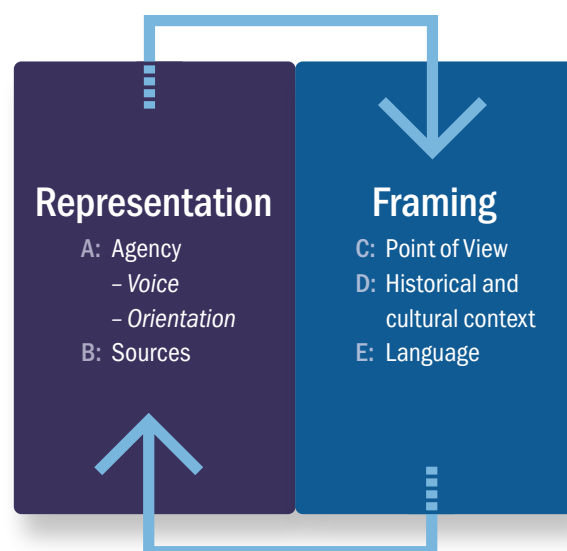 Representation
A: Agency
– Voice
– Orientation
B: Sources
Framing
C: Point of View
D: Historical and
cultural context
E: Language